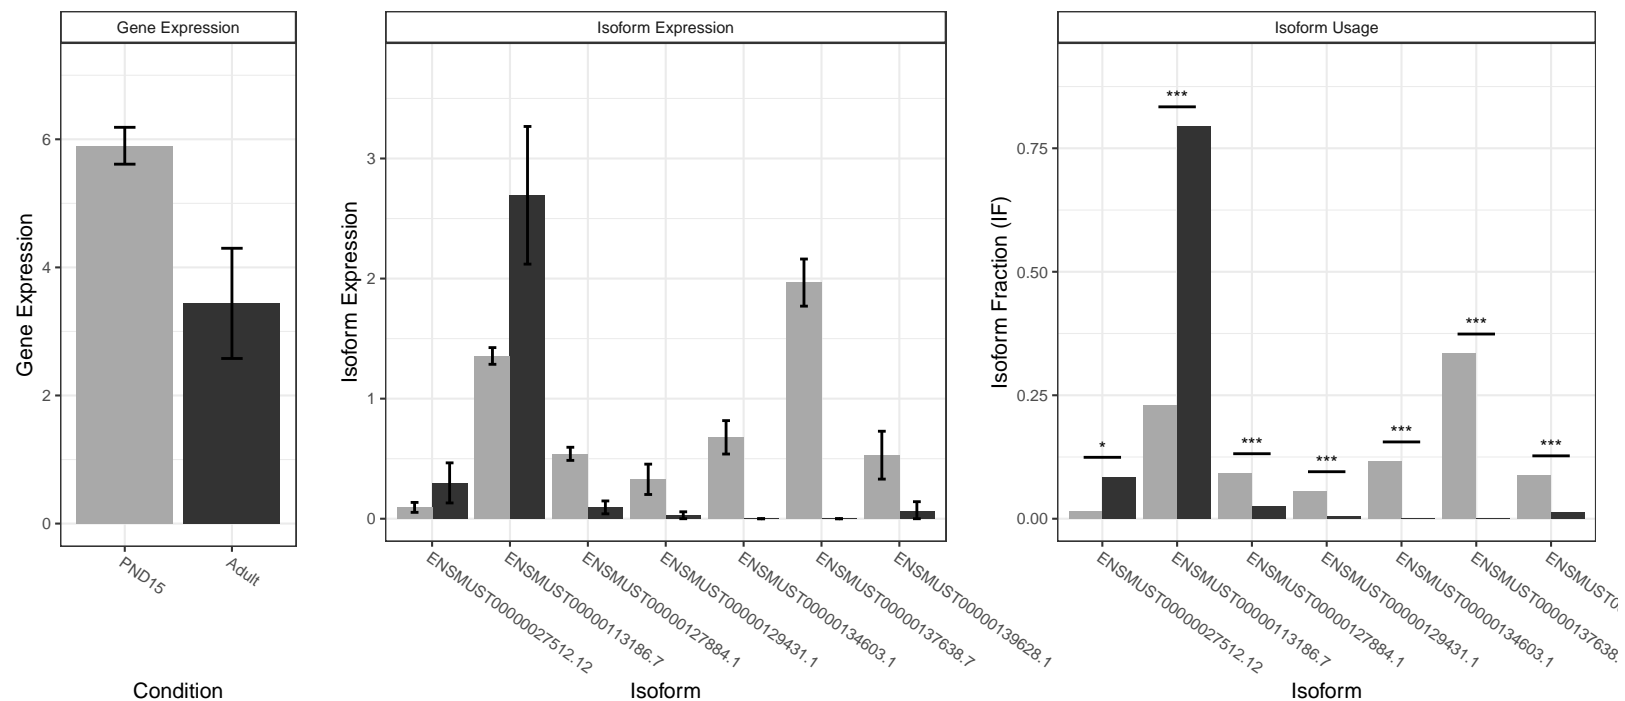 Gene Expression
Isoform Expression
Isoform Usage
Gene Expression
6
4
2
0
PND15
Adult
Condition
Isoform Expression
3
2
1
0
ENSMUST00000027512.12
ENSMUST00000113186.7
ENSMUST00000127884.1
ENSMUST00000129431.1
ENSMUST00000134603.1
ENSMUST00000137638.7
ENSMUST00000139628.1
Isoform
Isoform Fraction (IF)
0.75
0.50
0.25
0.00
*
***
***
***
***
***
***
ENSMUST00000027512.12
ENSMUST00000113186.7
ENSMUST00000127884.1
ENSMUST00000129431.1
ENSMUST00000134603.1
ENSMUST00000137638.
ENSMUST0
Isoform